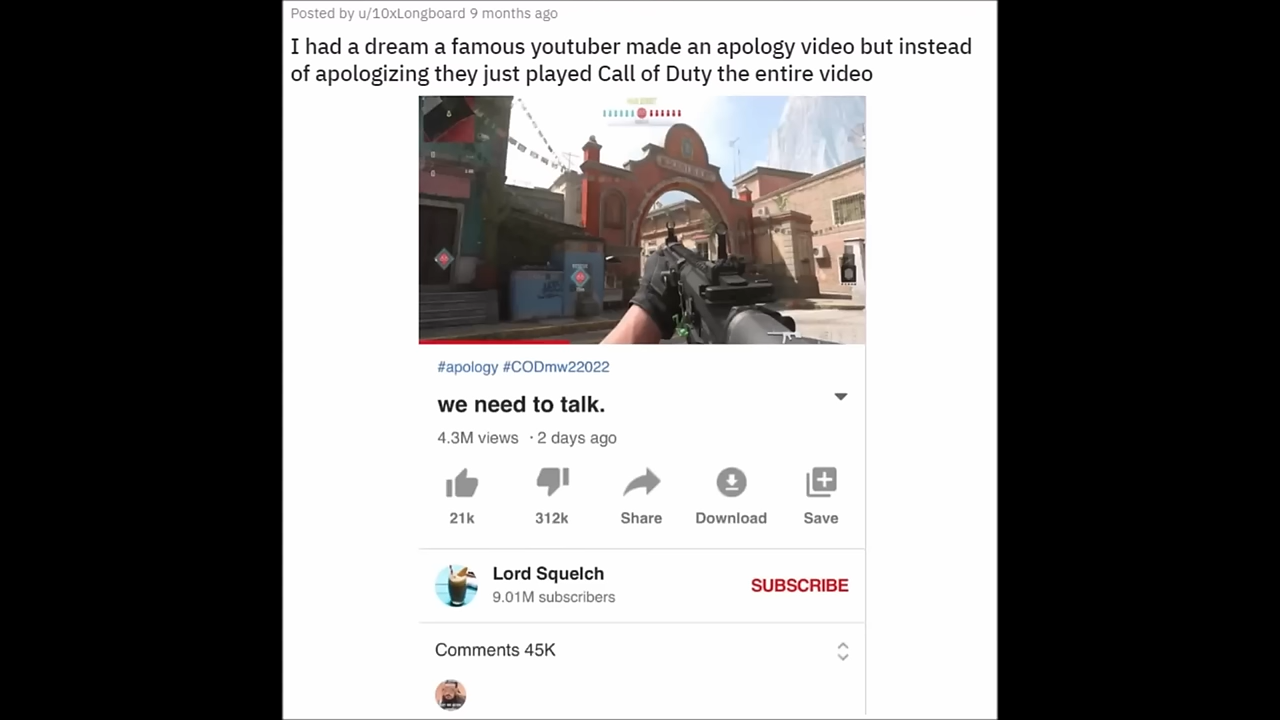 Posted by u/10xLongboard 9 months ago
I had a dream a famous youtuber made an apology video but instead
of apologizing they just played Call of Duty the entire video
#apology #CODmw22022
we need to talk.
4.3M views · 2 days ago
21k 312k Share Download Save
Lord Squelch
SUBSCRIBE
9.01M subscribers
Comments 45K